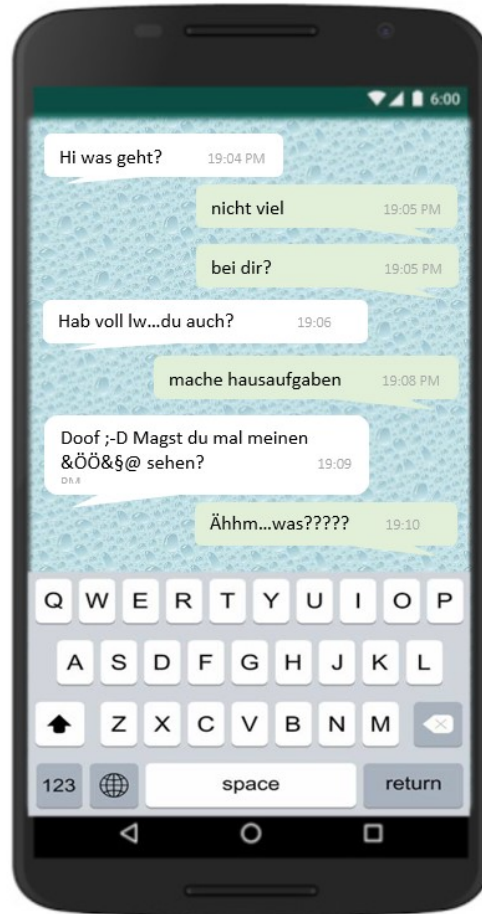 6:00
Hi was geht? 19:04 PM
nicht viel 19:05 PM
bei dir? 19:05 PM
Hab voll lw...du auch? 19:06
mache hausaufgaben 19:08 PM
Doof ;-D Magst du mal meinen
&ÖÖ&§@ sehen? 19:09
PM
Ähhm...was????? 19:10
Q W E R T Y U I O P
A S D F G H J K L
Z X C V B N M
123 space return